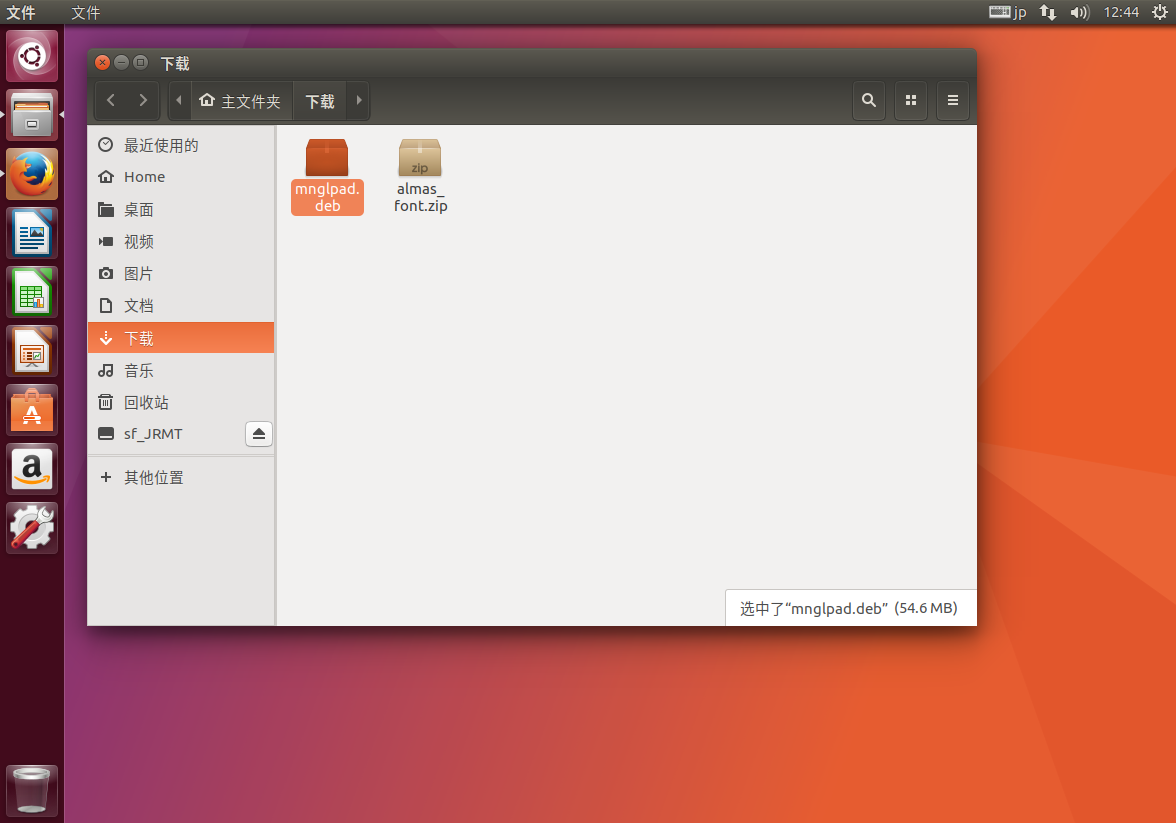 文件 文件 jp 12:44
下载
主文件夹 下载
最近使用的
Home
桌面
视频
图片
文档
下载
音乐
回收站
sf_JRMT
其他位置
mnglpad.
deb
zip
almas_
font.zip
选中了“mnglpad.deb” (54.6 MB)